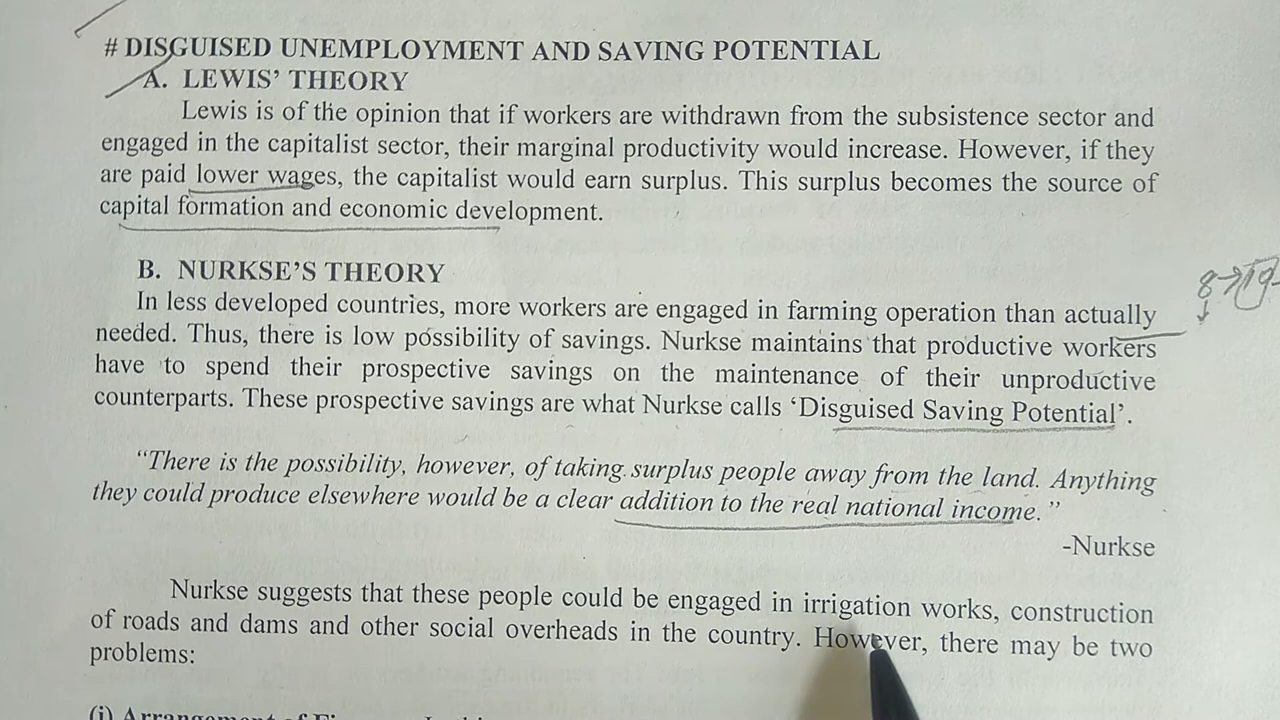 # DISGUISED UNEMPLOYMENT AND SAVING POTENTIAL
A. LEWIS' THEORY
Lewis is of the opinion that if workers are withdrawn from the subsistence sector and
engaged in the capitalist sector, their marginal productivity would increase. However, if they
are paid lower wages, the capitalist would earn surplus. This surplus becomes the source of
capital formation and economic development.
B. NURKSE'S THEORY
In less developed countries, more workers are engaged in farming operation than actually
needed. Thus, there is low possibility of savings. Nurkse maintains that productive workers
have to spend their prospective savings on the maintenance of their unproductive
counterparts. These prospective savings are what Nurkse calls 'Disguised Saving Potential'.
"There is the possibility, however, of taking surplus people away from the land. Anything
they could produce elsewhere would be a clear addition to the real national income."
-Nurkse
Nurkse suggests that these people could be engaged in irrigation works, construction
of roads and dams and other social overheads in the country. However, there may be two
problems:
(i) Arrangement of